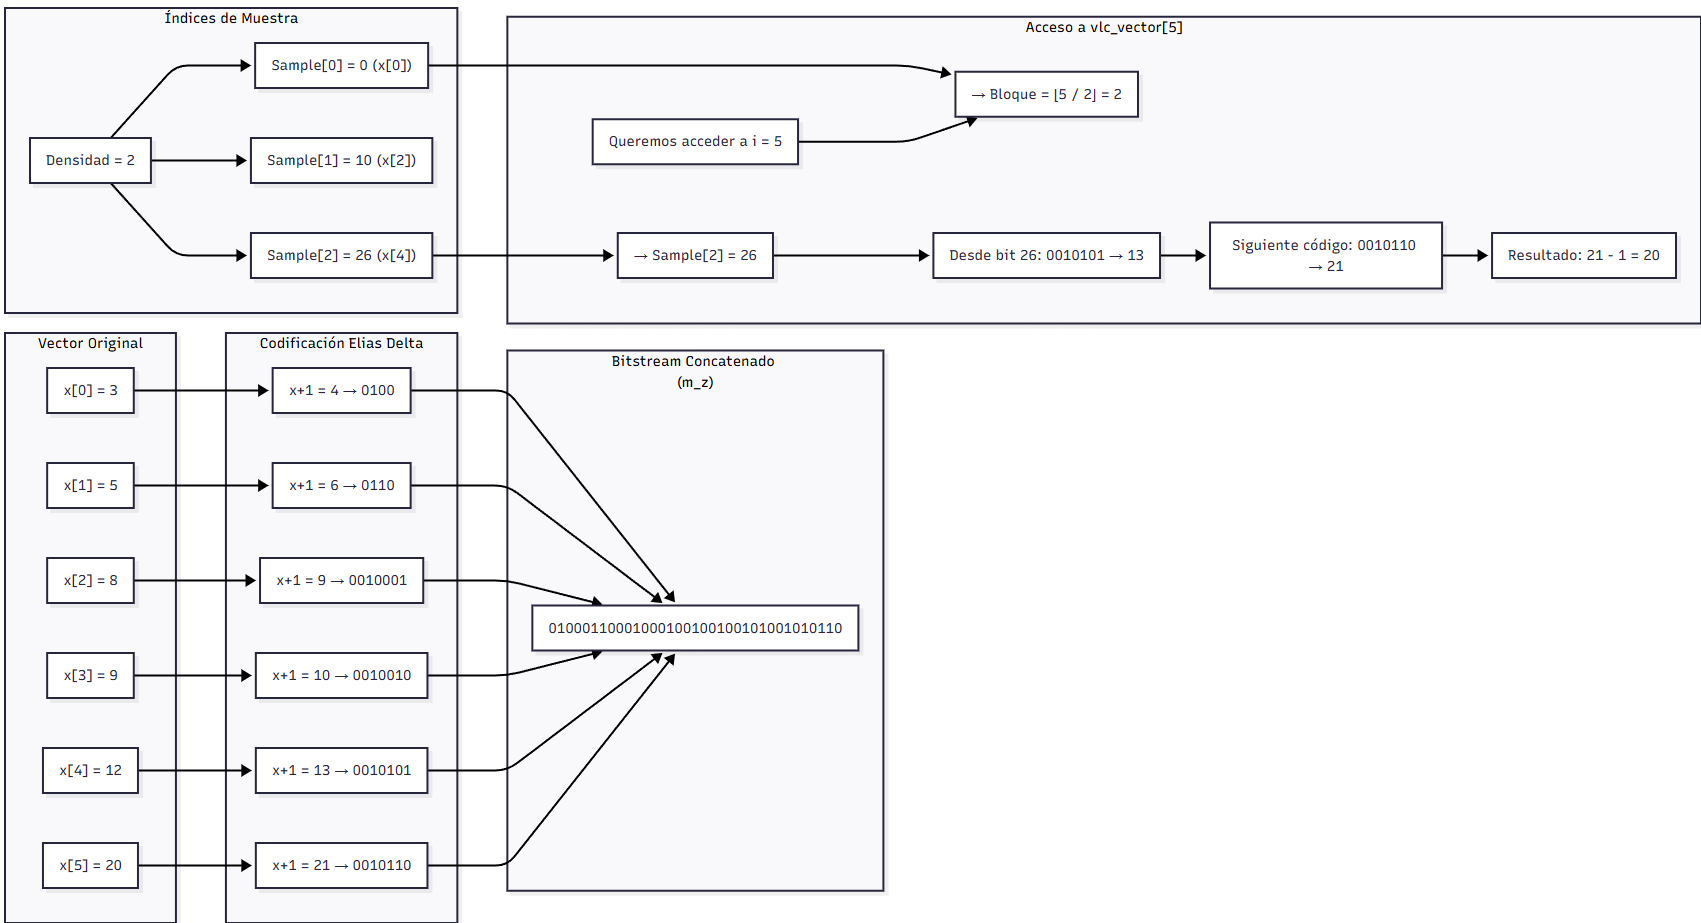 Índices de Muestra
Densidad = 2
Sample[0] = 0 (x[0])
Sample[1] = 10 (x[2])
Sample[2] = 26 (x[4])
Acceso a vlc_vector[5]
→ Bloque = ⌊5 / 2⌋ = 2
Queremos acceder a i = 5
→ Sample[2] = 26
Desde bit 26: 0010101 → 13
Siguiente código: 0010110
→ 21
Resultado: 21 - 1 = 20
Vector Original
x[0] = 3
x[1] = 5
x[2] = 8
x[3] = 9
x[4] = 12
x[5] = 20
Codificación Elias Delta
x+1 = 4 → 0100
x+1 = 6 → 0110
x+1 = 9 → 0010001
x+1 = 10 → 0010010
x+1 = 13 → 0010101
x+1 = 21 → 0010110
Bitstream Concatenado
(m_z)
01000110001000100100100100101001010110